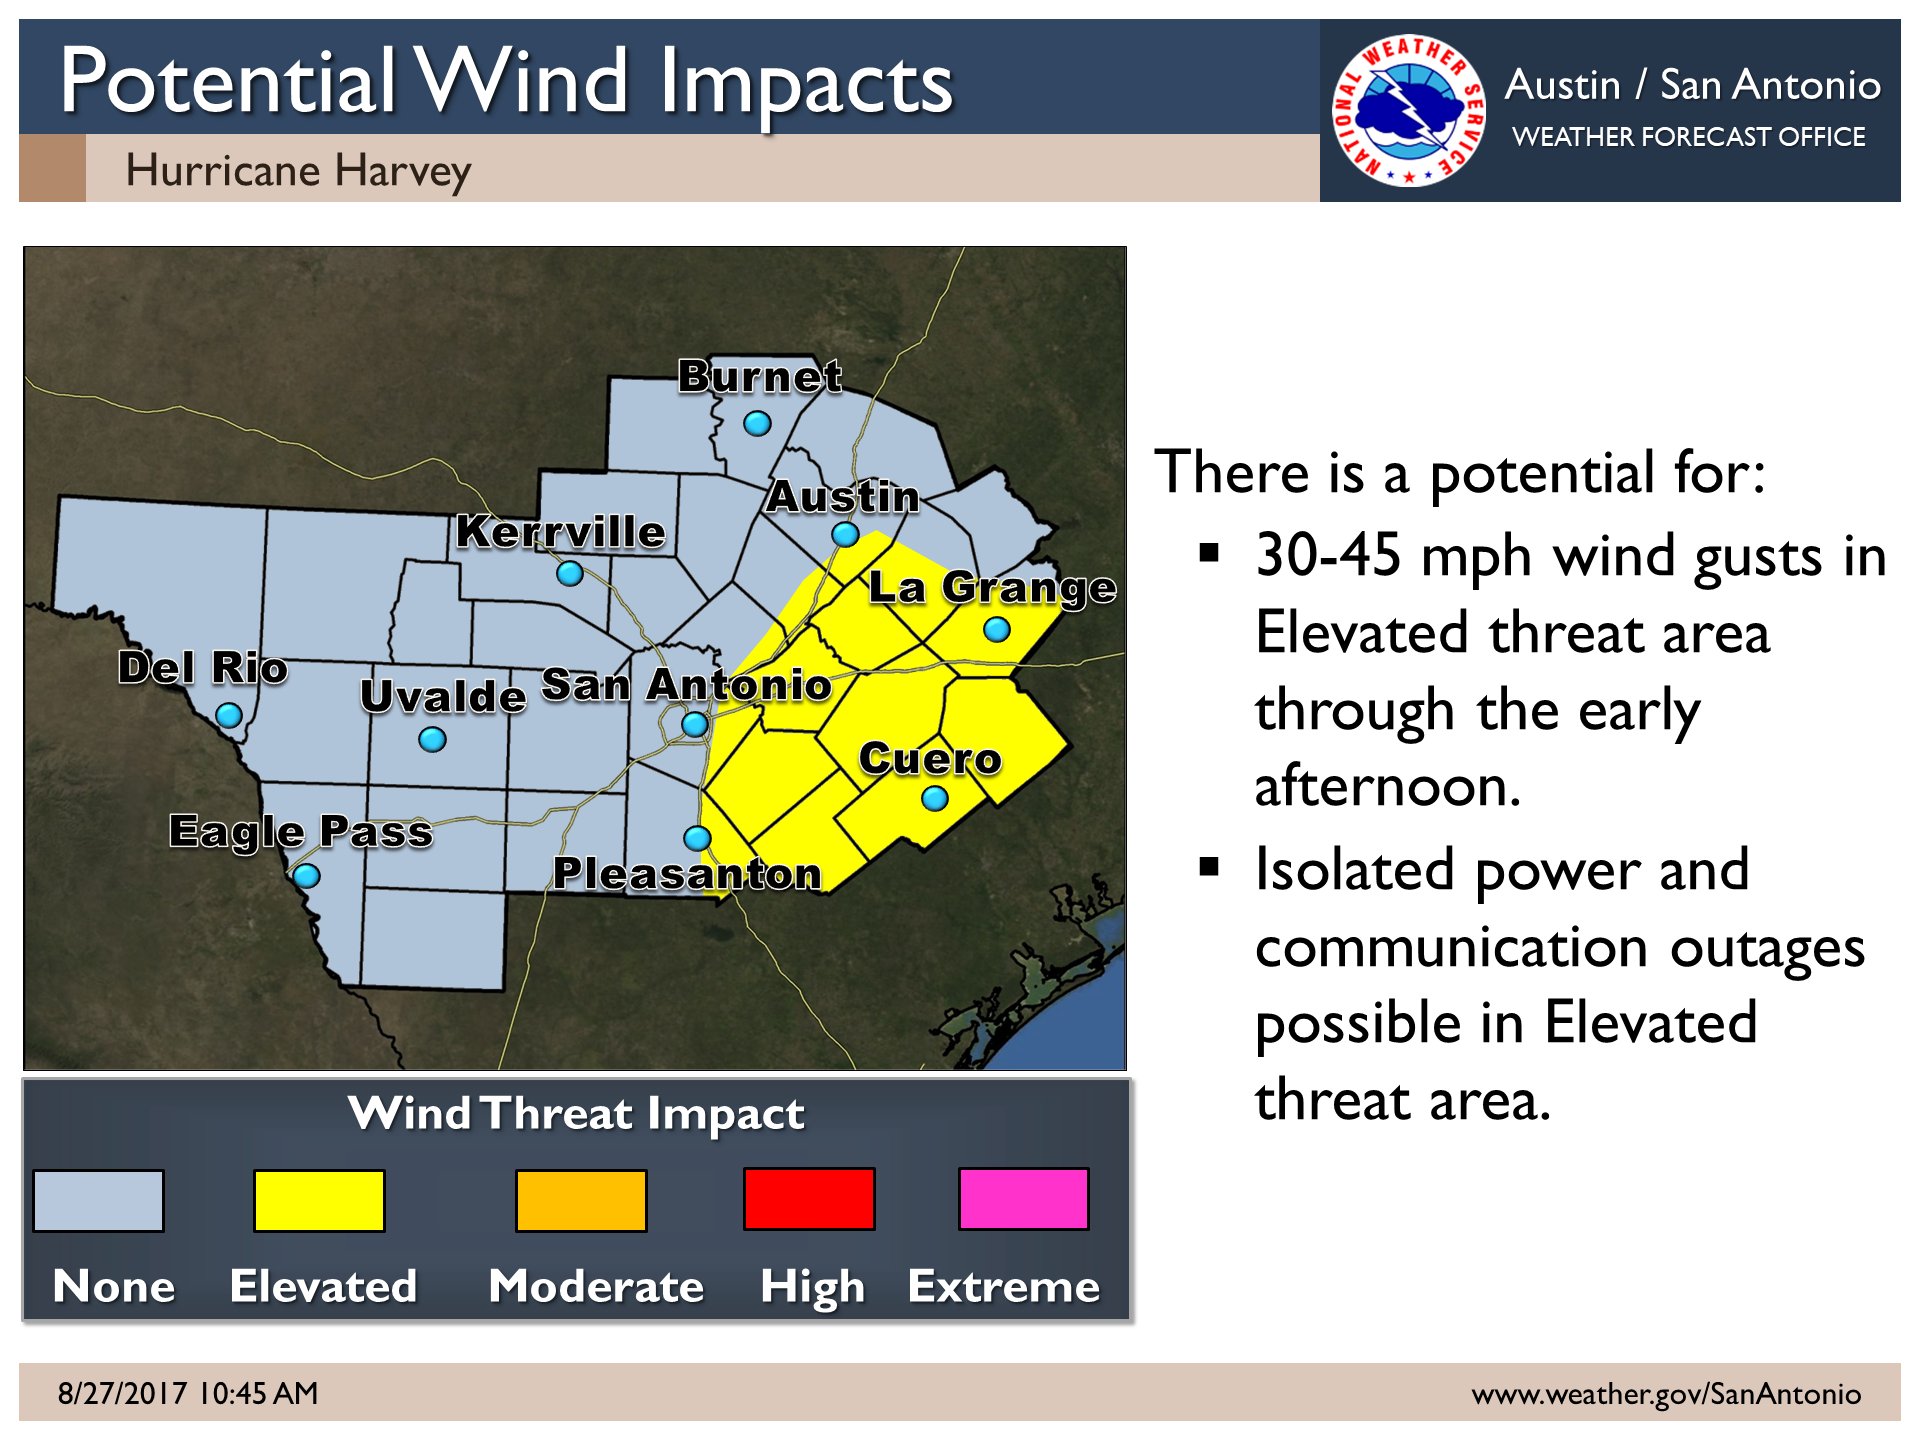 Potential Wind Impacts
Hurricane Harvey
NATIONAL WEATHER SERVICE
Austin / San Antonio
WEATHER FORECAST OFFICE
Burnet
Austin
Kerrville
La Grange
Del Rio
Uvalde
San Antonio
Cuero
Eagle Pass
Pleasanton
There is a potential for:
▪ 30-45 mph wind gusts in
Elevated threat area
through the early
afternoon.
▪ Isolated power and
communication outages
possible in Elevated
threat area.
Wind Threat Impact
None
Elevated
Moderate
High
Extreme
8/27/2017 10:45 AM
www.weather.gov/SanAntonio